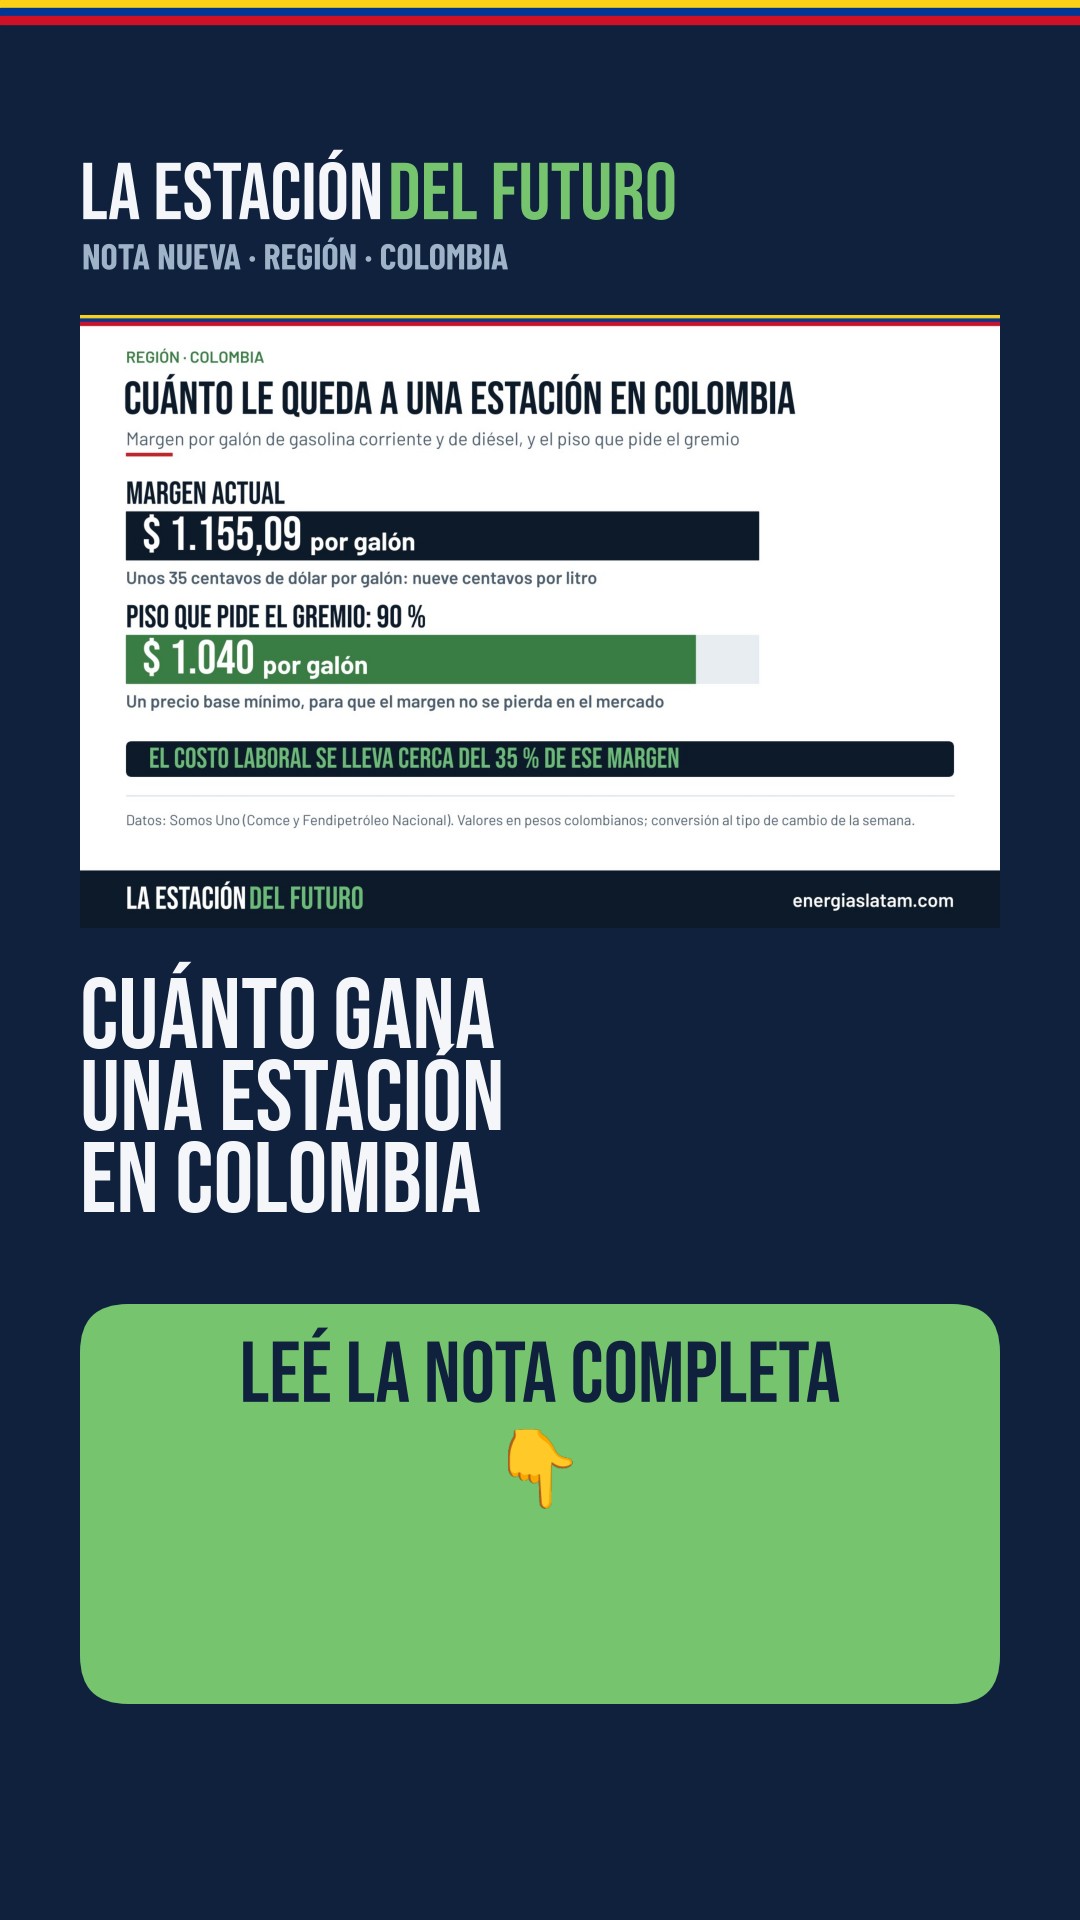 LA ESTACIÓN DEL FUTURO
NOTA NUEVA · REGIÓN · COLOMBIA
REGIÓN · COLOMBIA
CUÁNTO LE QUEDA A UNA ESTACIÓN EN COLOMBIA
Margen por galón de gasolina corriente y de diésel, y el piso que pide el gremio
MARGEN ACTUAL
$ 1.155,09 por galón
Unos 35 centavos de dólar por galón: nueve centavos por litro
PISO QUE PIDE EL GREMIO: 90 %
$ 1.040 por galón
Un precio base mínimo, para que el margen no se pierda en el mercado
EL COSTO LABORAL SE LLEVA CERCA DEL 35 % DE ESE MARGEN
Datos: Somos Uno (Comce y Fendipetróleo Nacional). Valores en pesos colombianos; conversión al tipo de cambio de la semana.
LA ESTACIÓN DEL FUTURO
energiaslatam.com
CUÁNTO GANA
UNA ESTACIÓN
EN COLOMBIA
LEÉ LA NOTA COMPLETA